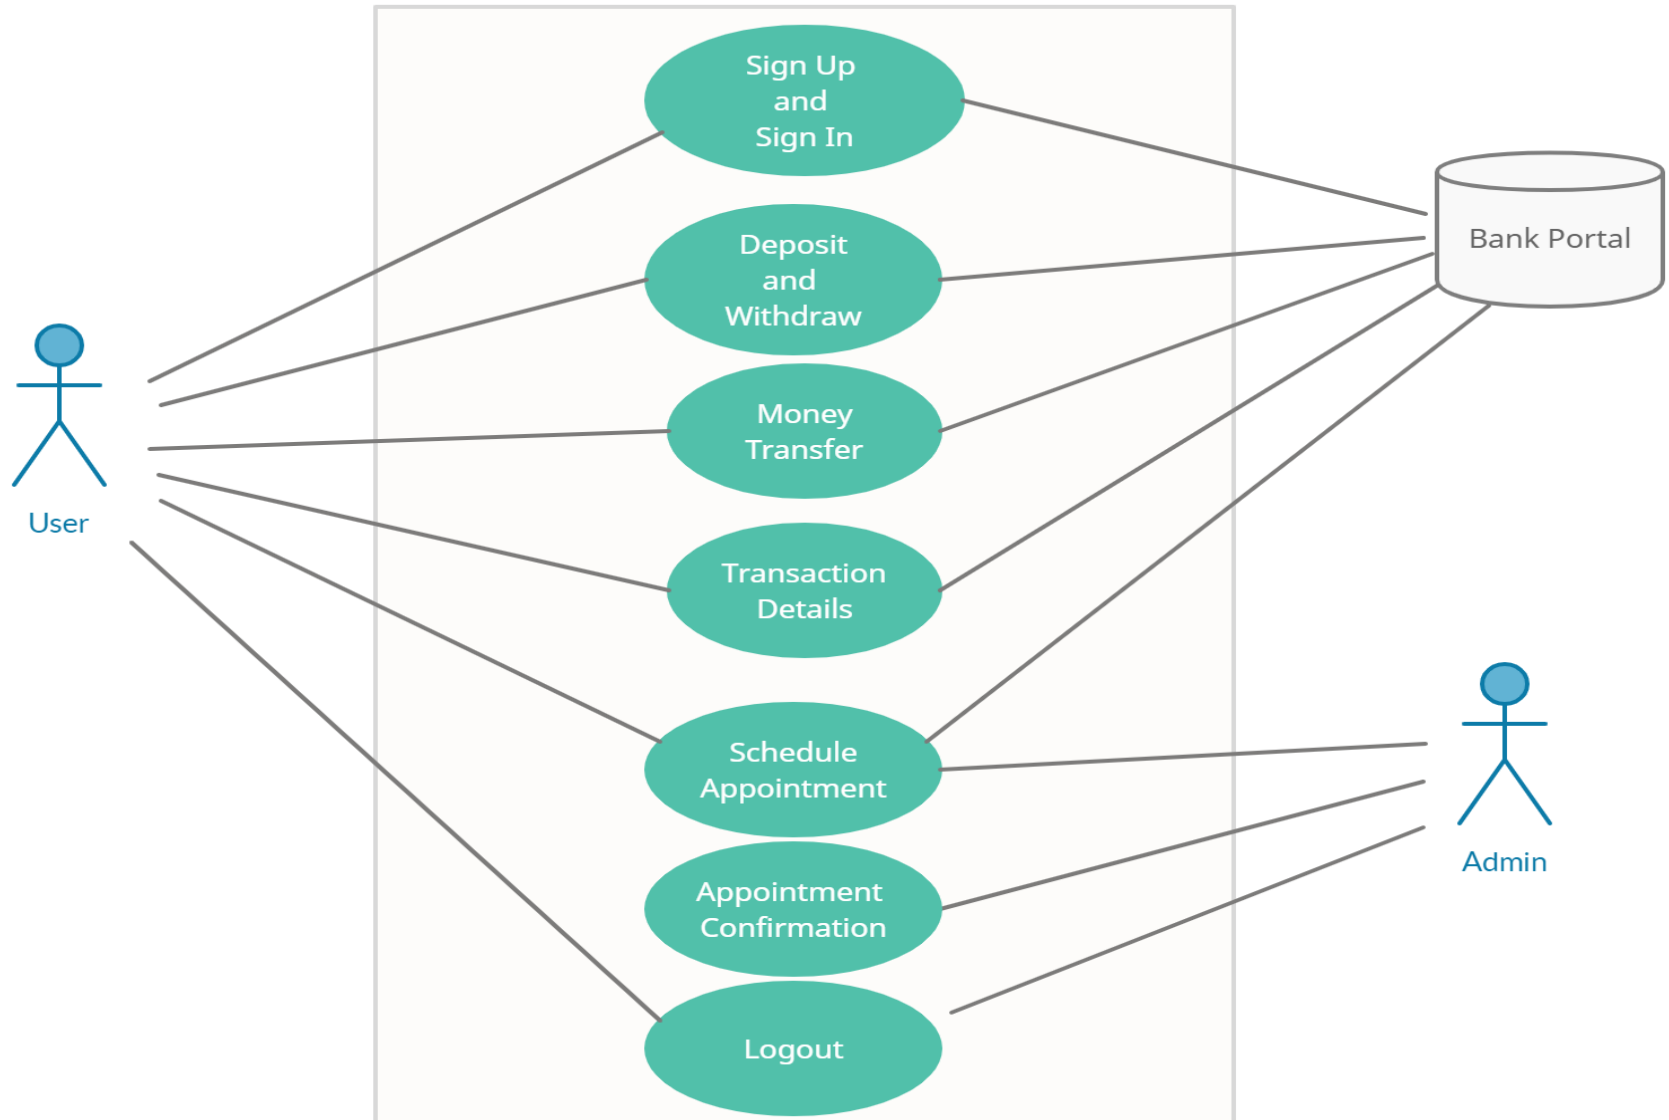 Sign Up
and
Sign In
Deposit
and
Withdraw
Bank Portal
Money
Transfer
User
Transaction
Details
Schedule
Appointment
Admin
Appointment
Confirmation
Logout